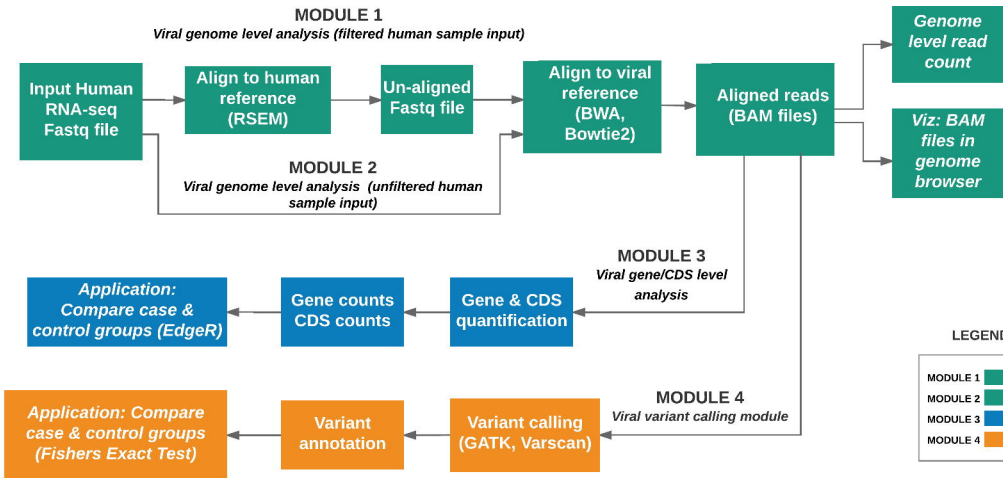 MODULE 1
Viral genome level analysis (filtered human sample input)
Input Human
RNA-seq
Fastq file
Align to human
reference
(RSEM)
Un-aligned
Fastq file
Align to viral
reference
(BWA,
Bowtie2)
Aligned reads
(BAM files)
Genome
level read
count
Viz: BAM
files in
genome
browser
MODULE 2
Viral genome level analysis (unfiltered human
sample input)
MODULE 3
Viral gene/CDS level
analysis
Application:
Compare case &
control groups (EdgeR)
Gene counts
CDS counts
Gene & CDS
quantification
MODULE 4
Viral variant calling module
Application: Compare
case & control groups
(Fishers Exact Test)
Variant
annotation
Variant calling
(GATK, Varscan)
LEGEND
MODULE 1
MODULE 2
MODULE 3
MODULE 4